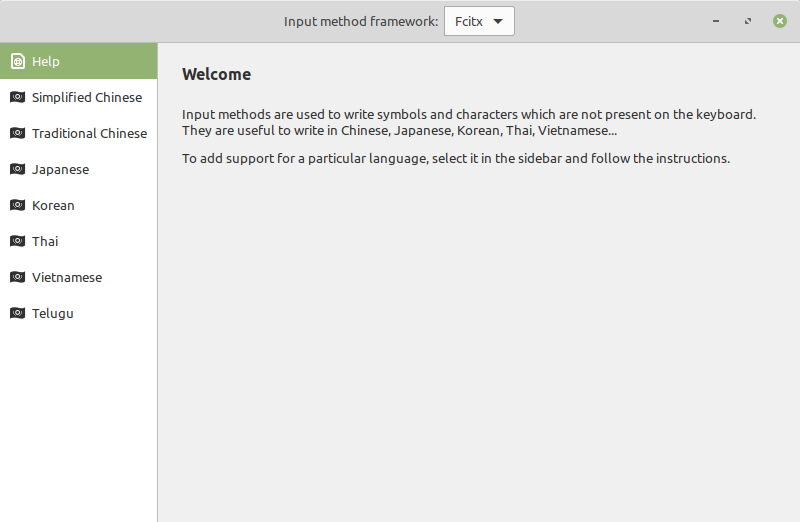 Input method framework: Fcitx
Help
Simplified Chinese
Traditional Chinese
Japanese
Korean
Thai
Vietnamese
Telugu
Welcome
Input methods are used to write symbols and characters which are not present on the keyboard.
They are useful to write in Chinese, Japanese, Korean, Thai, Vietnamese...
To add support for a particular language, select it in the sidebar and follow the instructions.